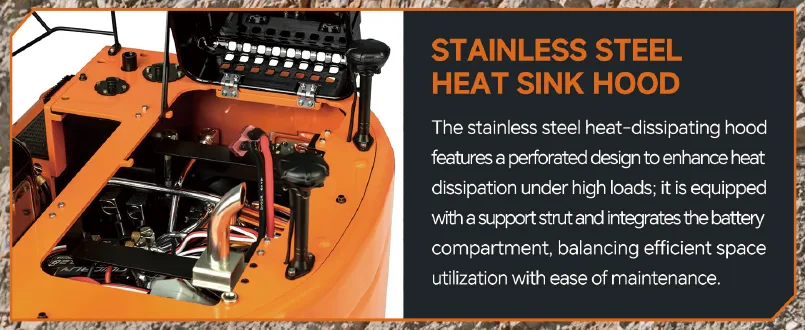 STAINLESS STEEL
HEAT SINK HOOD
The stainless steel heat-dissipating hood
features a perforated design to enhance heat
dissipation under high loads; it is equipped
with a support strut and integrates the battery
compartment, balancing efficient space
utilization with ease of maintenance.